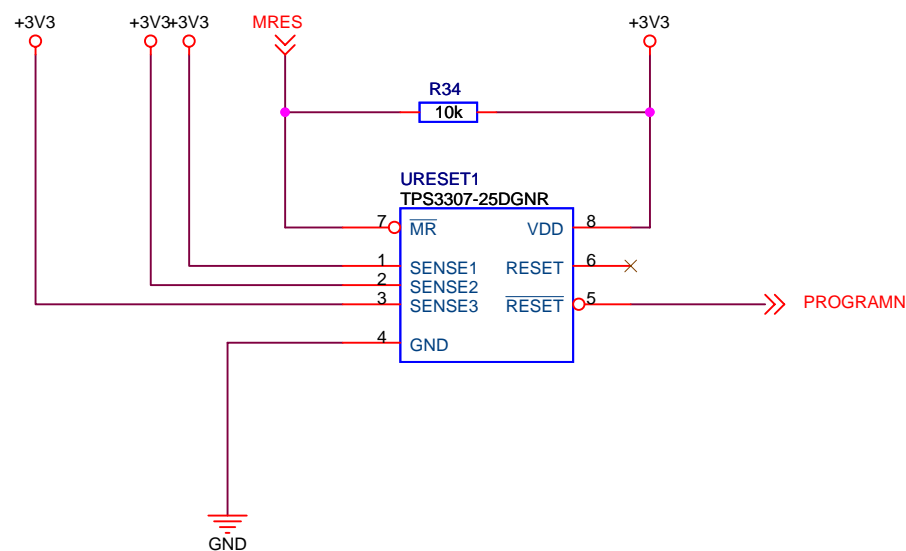 +3V3
+3V3
+3V3
MRES
+3V3
R34
10k
URESET1
TPS3307-25DGNR
7
MR
VDD
8
1
SENSE1
RESET
6
2
SENSE2
3
SENSE3
RESET
5
PROGRAMN
4
GND
GND